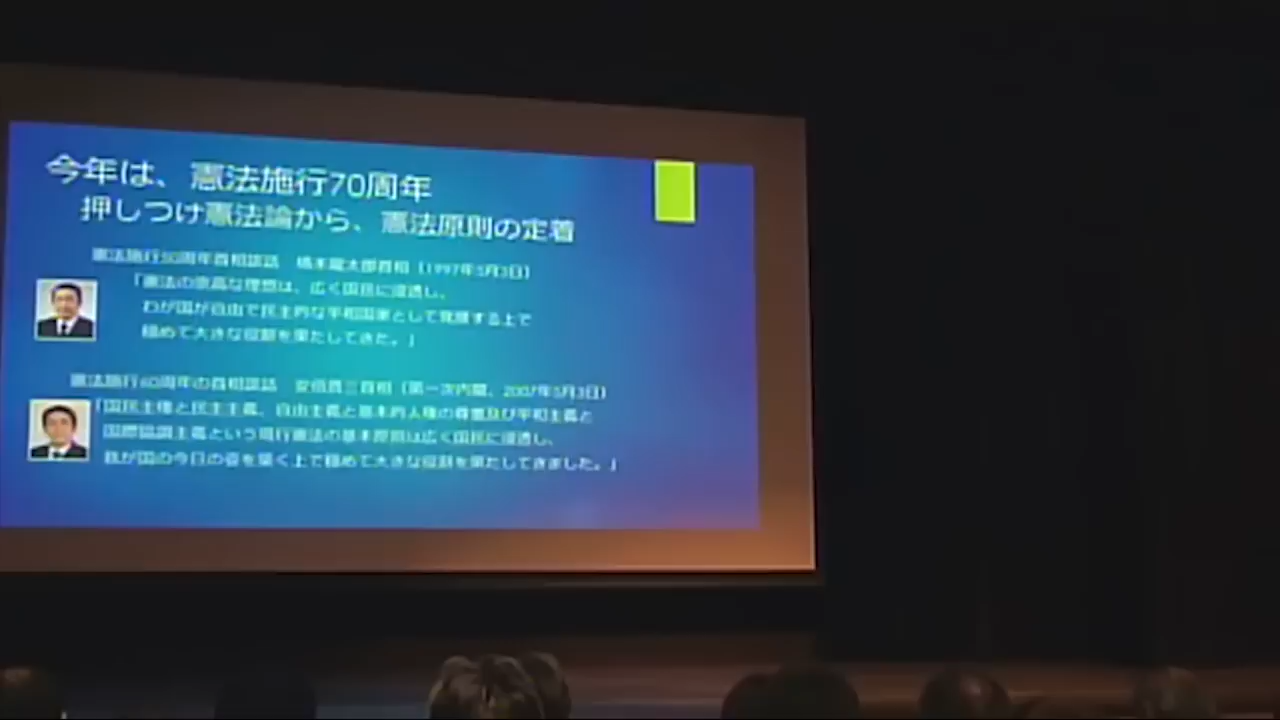 今年は、憲法施行70周年
押しつけ憲法論から、憲法原則の定着
憲法施行50周年首相談話 橋本龍太郎首相（1997年5月3日）
「憲法の崇高な理想は、広く国民に浸透し、
わが国が自由で民主的な平和国家として発展する上で
極めて大きな役割を果たしてきた。」
憲法施行60周年の首相談話 安倍晋三首相（第一次内閣、2007年5月3日）
「国民主権と民主主義、自由主義と基本的人権の尊重及び平和主義と
国際協調主義という現行憲法の基本原則は広く国民に浸透し、
我が国の今日の姿を築く上で極めて大きな役割を果たしてきました。」